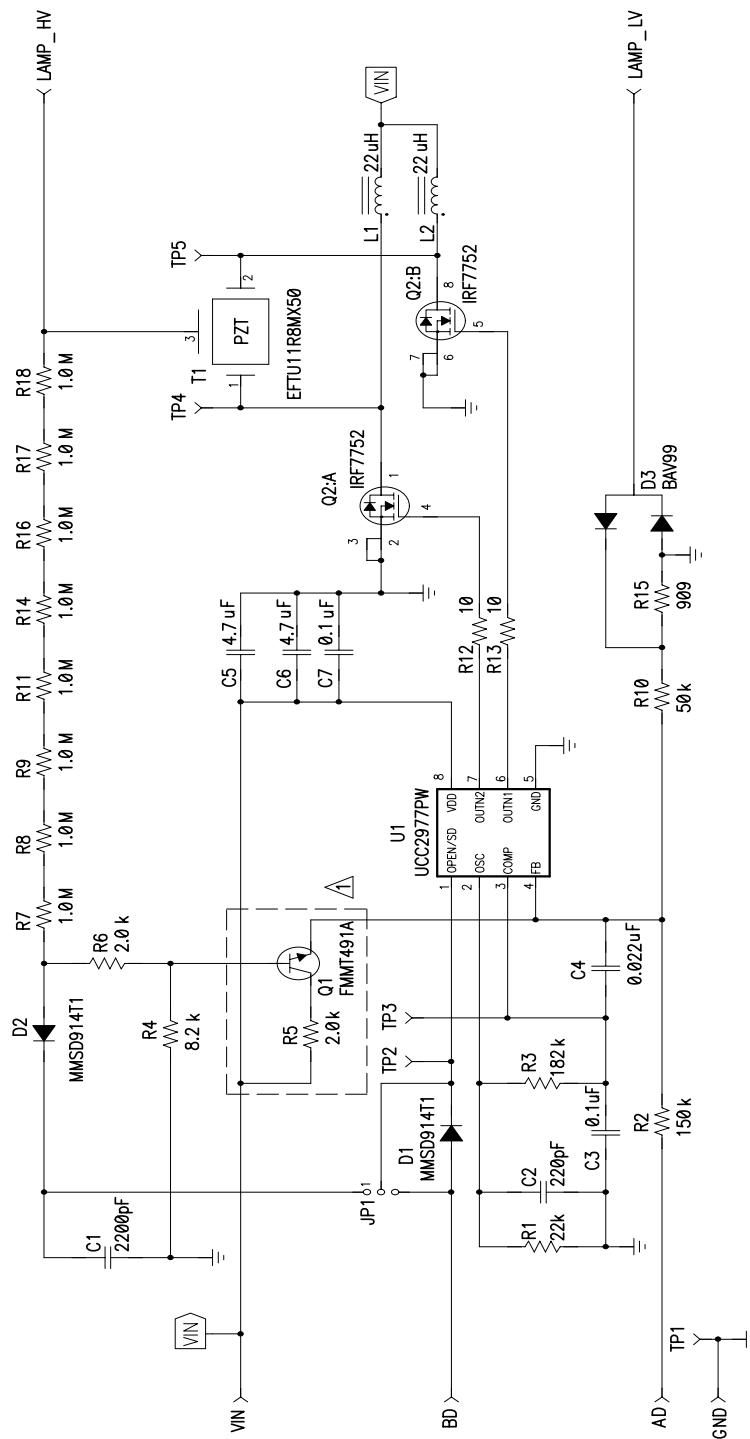 LAMP_HV
R7
1.0M
R8
1.0M
R9
1.0M
R11
1.0M
R14
1.0M
R16
1.0M
R17
1.0M
R18
1.0M
D2
MMSD914T1
R6
2.0k
C1
2200pF
R4
8.2k
VIN
VIN
R5
2.0k
Q1
FMMT491A
1
C5
4.7uF
C6
4.7uF
C7
0.1uF
TP4
TP5
T1
1
3
2
PZT
EFTU11R8MX50
Q2:A
IRF7752
3
2
1
4
L1
22uH
L2
22uH
VIN
Q2:B
IRF7752
7
6
8
5
JP1
1
D1
MMSD914T1
TP2
TP3
BD
U1
UCC2977PW
1
OPEN/SD
VDD
8
2
OSC
OUTN2
7
3
COMP
OUTN1
6
4
FB
GND
5
R12
10
R13
10
R1
22k
C2
220pF
R3
182k
C3
0.1uF
C4
0.022uF
AD
R2
150k
R10
50k
R15
909
D3
BAV99
LAMP_LV
TP1
GND